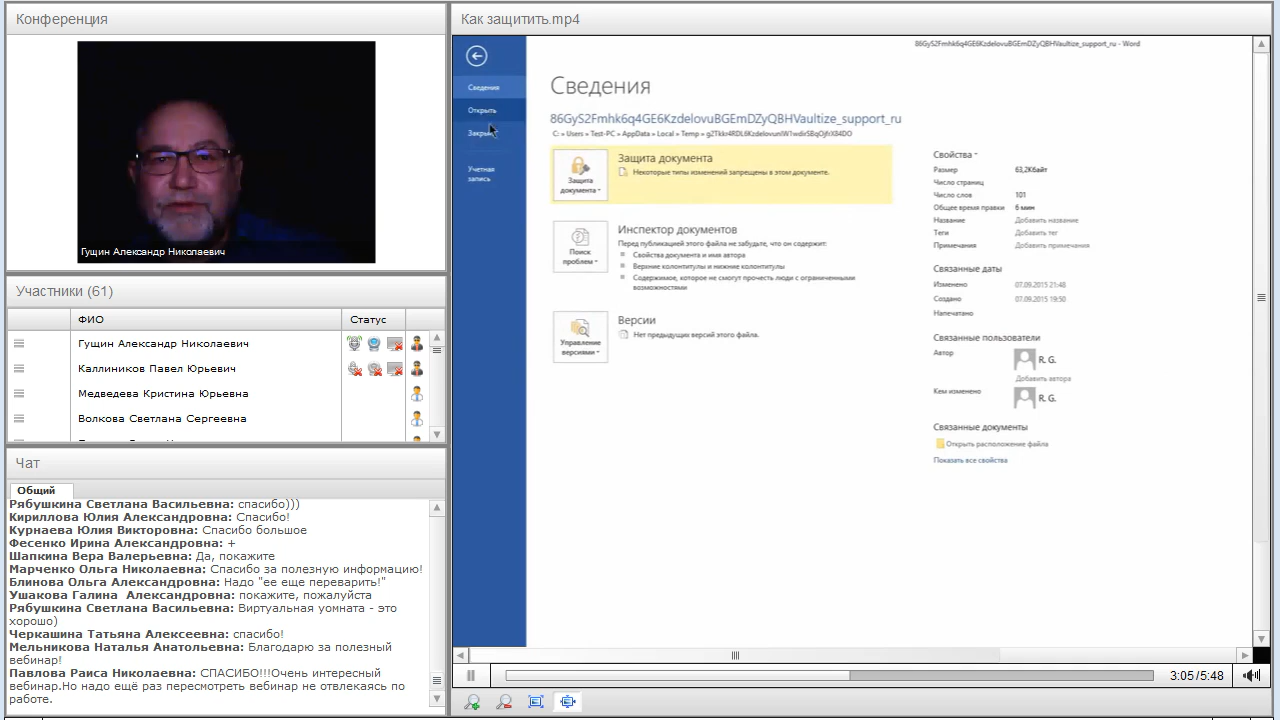 Конференция
Гущин Александр Николаевич
Участники (61)
ФИО
Статус
Гущин Александр Николаевич
Каллиников Павел Юрьевич
Медведева Кристина Юрьевна
Волкова Светлана Сергеевна
Чат
Общий
Рябушкина Светлана Васильевна: спасибо)))
Кириллова Юлия Александровна: Спасибо!
Курнаева Юлия Викторовна: Спасибо большое
Фесенко Ирина Александровна: +
Шапкина Вера Валерьевна: Да, покажите
Марченко Ольга Николаевна: Спасибо за полезную информацию!
Блинова Ольга Александровна: Надо "ее еще переварить!"
Ушакова Галина Александровна: покажите, пожалуйста
Рябушкина Светлана Васильевна: Виртуальная уомната - это
хорошо)
Черкашина Татьяна Алексеевна: спасибо!
Мельникова Наталья Анатольевна: Благодарю за полезный
вебинар!
Павлова Раиса Николаевна: СПАСИБО!!!Очень интересный
вебинар.Но надо ещё раз пересмотреть вебинар не отвлекаясь по
работе.
Как защитить.mp4
Сведения
Открыть
Учетная
запись
Сведения
Защита
документа
Защита документа
Некоторые типы изменений запрещены в этом документе.
Поиск
проблем
Инспектор документов
Перед публикацией этого файла не забудьте, что он содержит:
Свойства документа и имя автора
Верхние колонтитулы и нижние колонтитулы
Содержимое, которое не смогут прочесть люди с ограниченными
возможностями
Управление
версиями
Версии
Нет предыдущих версий этого файла.
Свойства
Размер 63,2Кбайт
Число страниц
Число слов 101
Общее время правки 6 мин
Название Добавить название
Теги Добавить тег
Примечания Добавить примечания
Связанные даты
Изменено 07.09.2015 21:48
Создано 07.09.2015 19:50
Напечатано
Связанные пользователи
Автор R. G.
Добавить автора
Кем изменено R. G.
Связанные документы
Открыть расположение файла
Показать все свойства
3:05/5:48